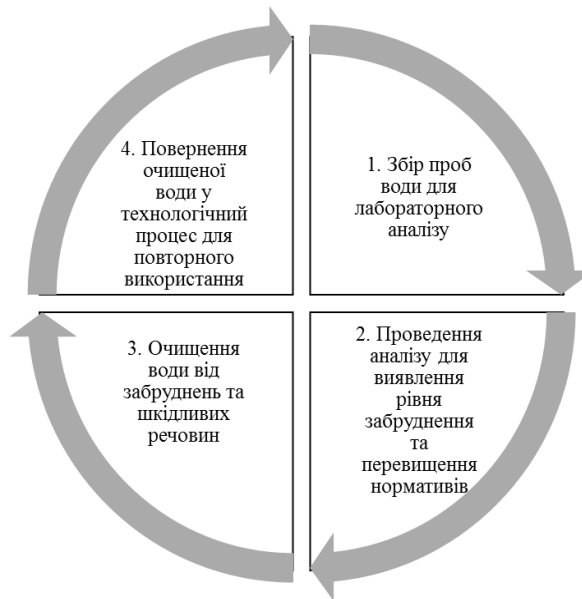 1. Збір проб
води для
лабораторного
аналізу
2. Проведення
аналізу для
виявлення
рівня
забруднення
та
перевищення
нормативів
3. Очищення
води від
забруднень та
шкідливих
речовин
4. Повернення
очищеної
води у
технологічний
процес для
повторного
використання